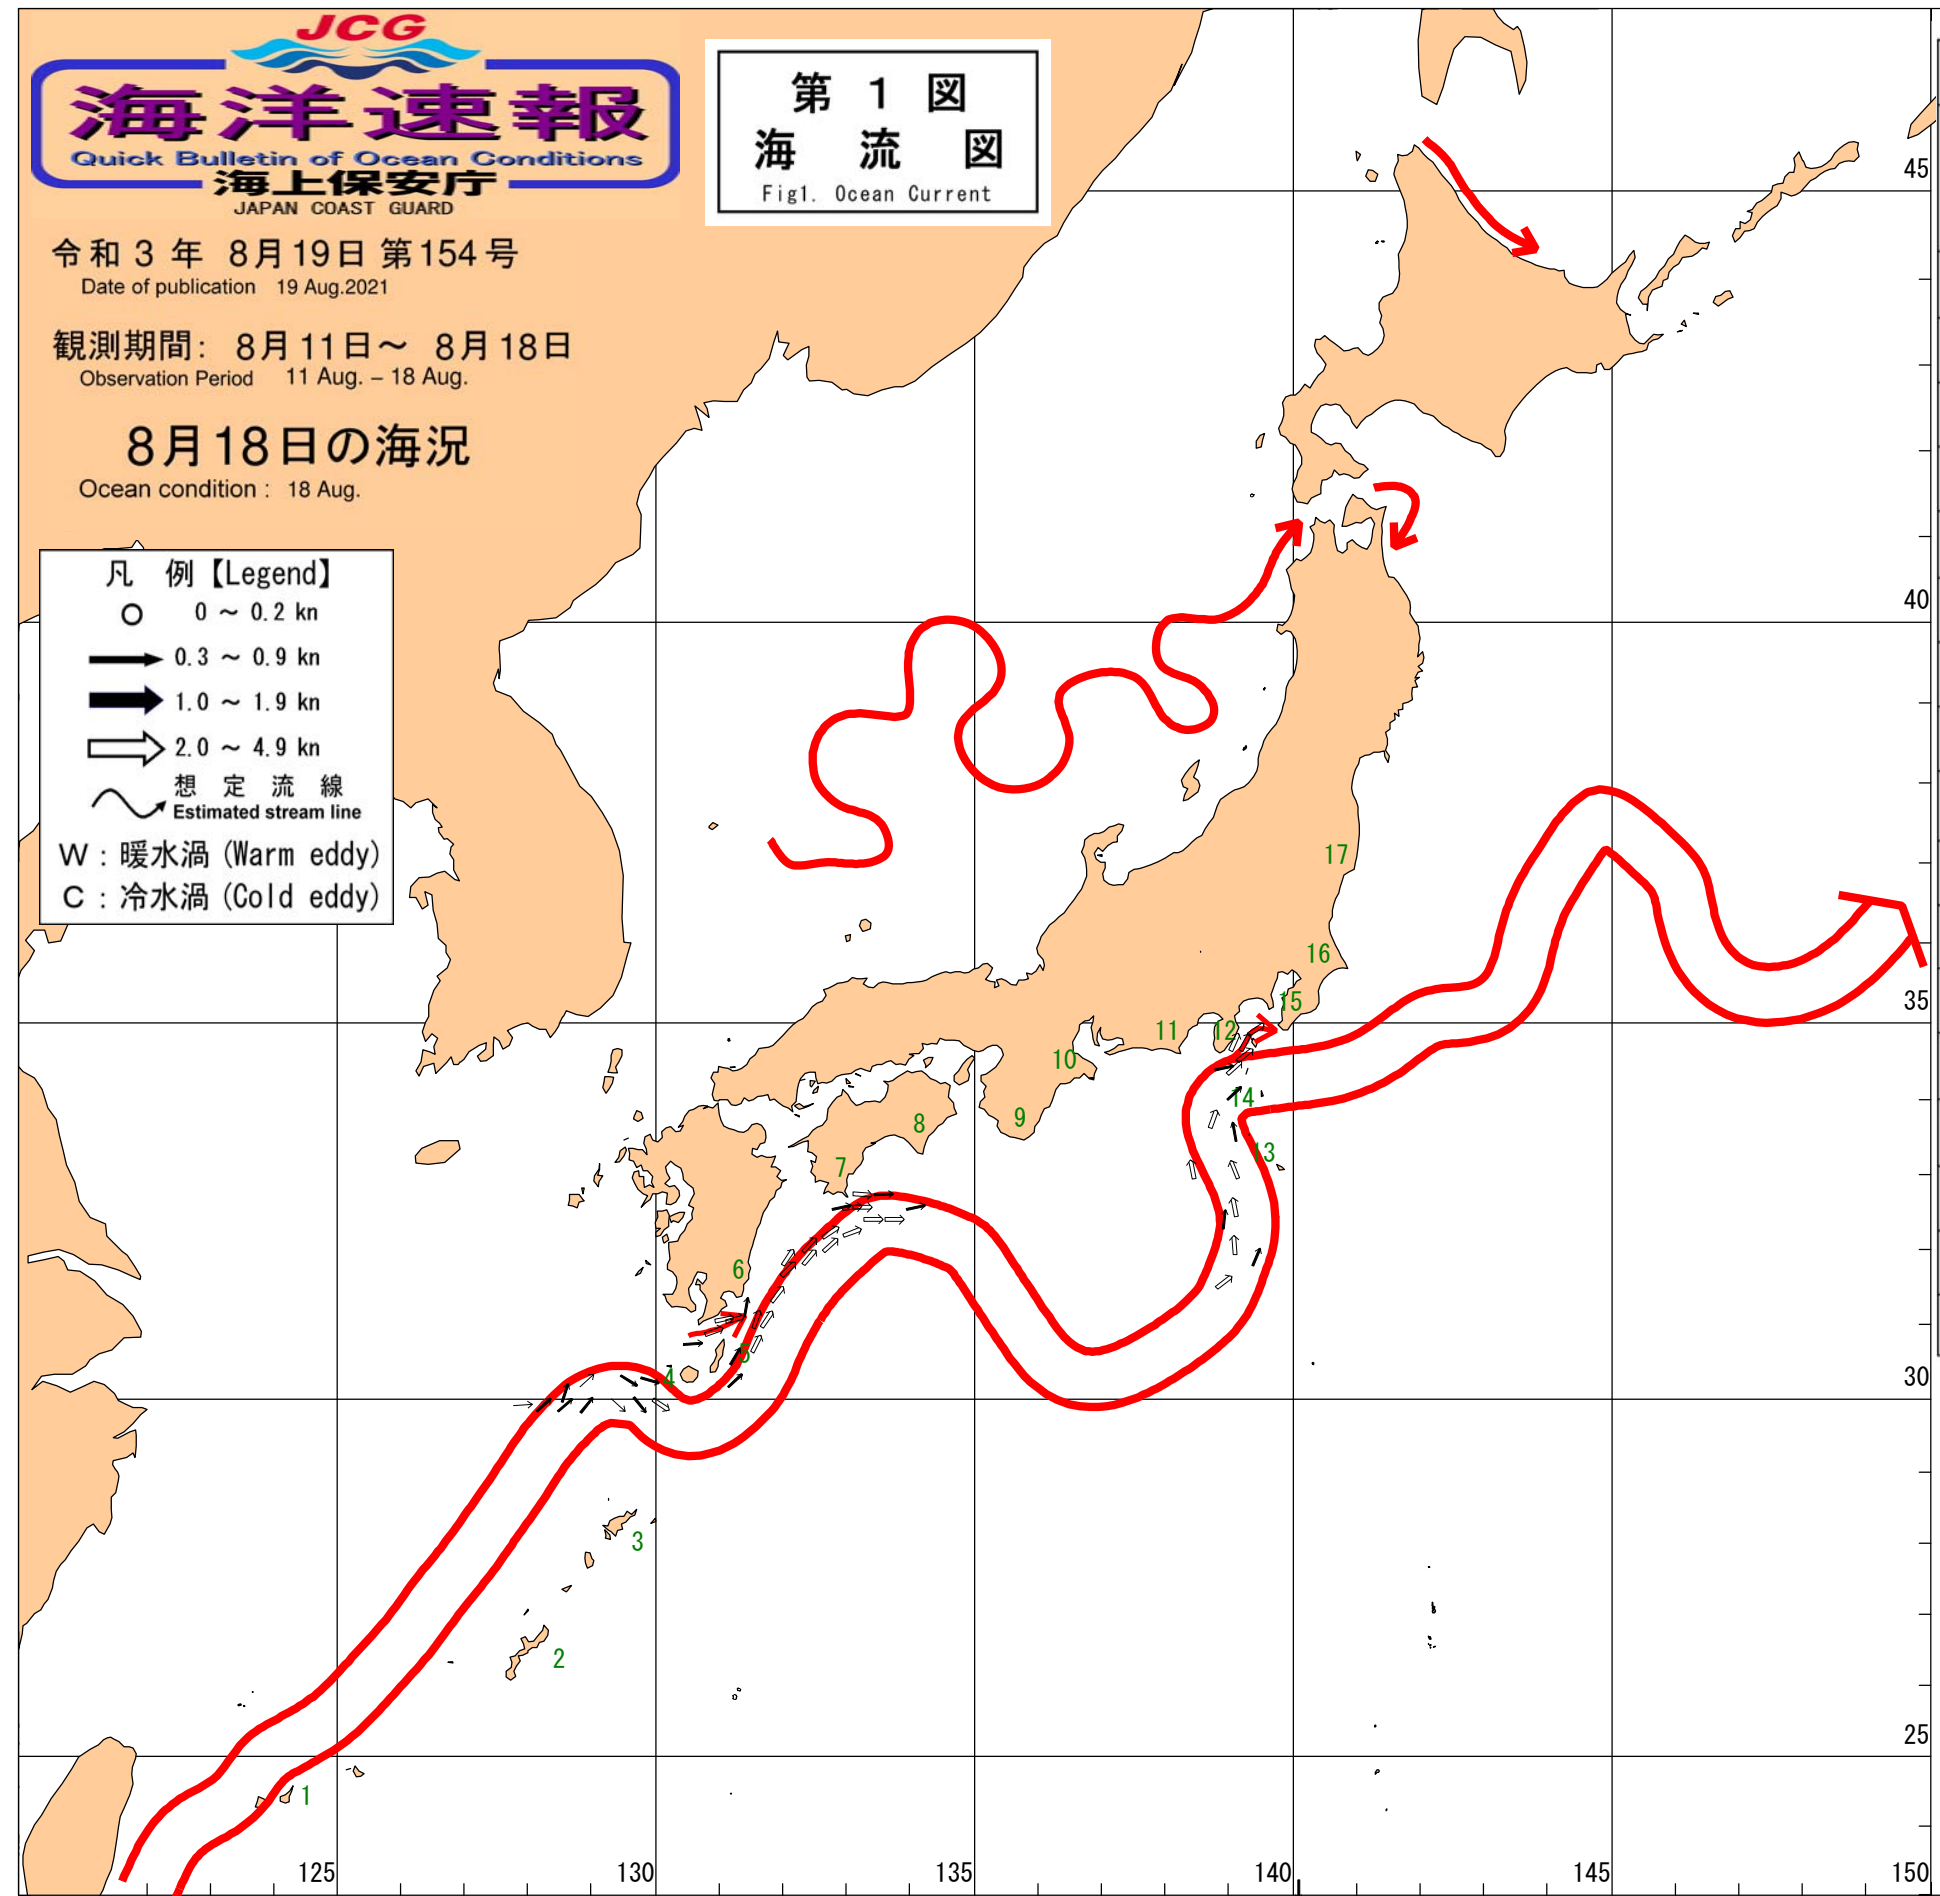 JCG
海洋速報
Quick Bulletin of Ocean Conditions
海上保安庁
JAPAN COAST GUARD
第 1 図
海 流 図
Fig1. Ocean Current
令和 3 年 8月19日 第154号
Date of publication 19 Aug.2021
観測期間: 8月11日～ 8月18日
Observation Period 11 Aug. – 18 Aug.
8月18日の海況
Ocean condition : 18 Aug.
凡 例【Legend】
0 ～ 0.2 kn
0.3 ～ 0.9 kn
1.0 ～ 1.9 kn
2.0 ～ 4.9 kn
想 定 流 線
Estimated stream line
W : 暖水渦 (Warm eddy)
C : 冷水渦 (Cold eddy)
45
40
17
16
35
15
12
11
10
14
9
8
13
7
6
5
4
30
3
2
25
1
125
130
135
140
145
150